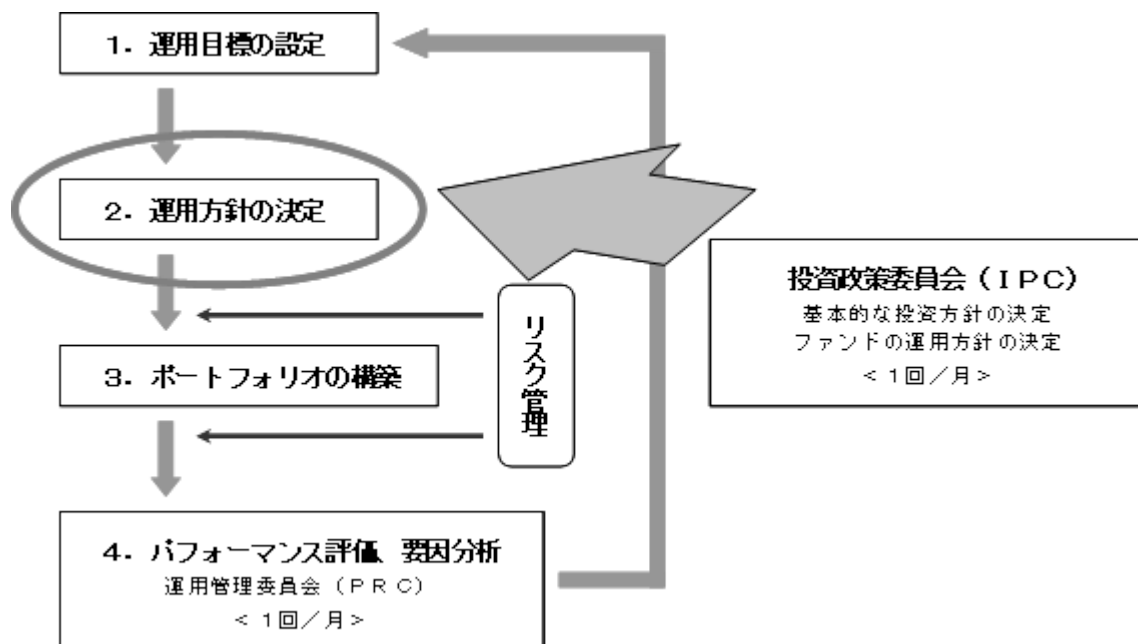 １．運用目標の設定
２．運用方針の決定
３．ポートフォリオの構築
４．パフォーマンス評価、要因分析
運用管理委員会（ＰＲＣ）
＜１回／月＞
リスク管理
投資政策委員会（ＩＰＣ）
基本的な投資方針の決定
ファンドの運用方針の決定
＜１回／月＞